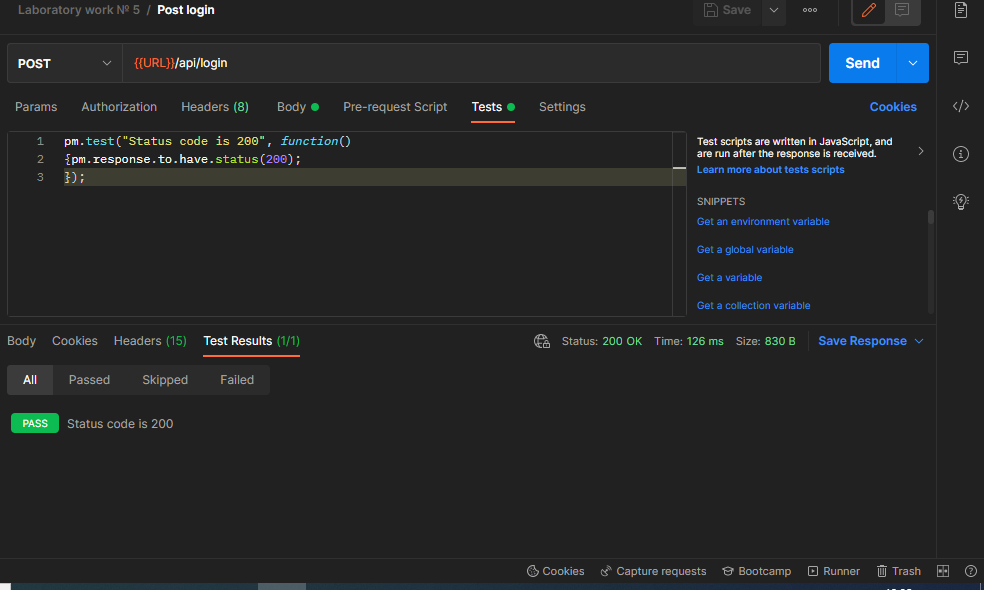 Laboratory work № 5 / Post login
Save
POST
{{URL}}/api/login
Send
Params Authorization Headers (8) Body Pre-request Script Tests Settings Cookies
1 pm.test("Status code is 200", function()
2 {pm.response.to.have.status(200);
3 });
Test scripts are written in JavaScript, and
are run after the response is received.
Learn more about tests scripts
SNIPPETS
Get an environment variable
Get a global variable
Get a variable
Get a collection variable
Body Cookies Headers (15) Test Results (1/1)
Status: 200 OK Time: 126 ms Size: 830 B Save Response
All Passed Skipped Failed
PASS Status code is 200
Cookies Capture requests Bootcamp Runner Trash